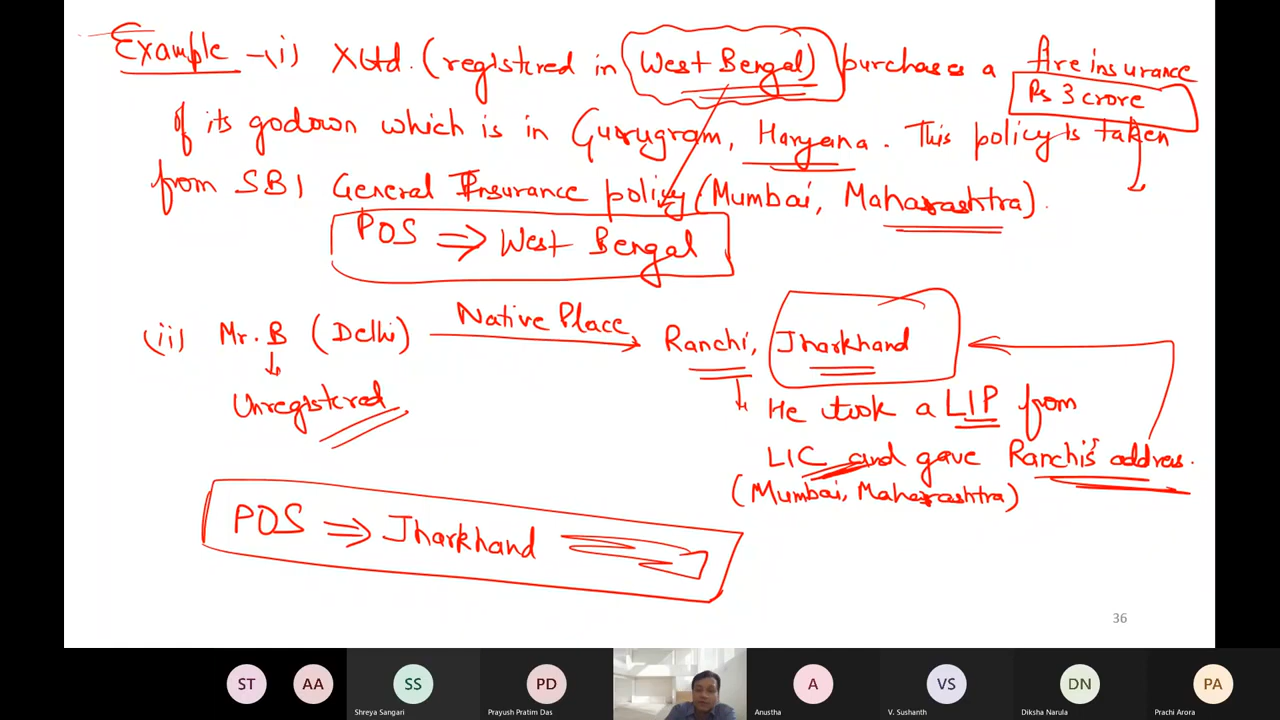 Example -(i) X Ltd. (registered in West Bengal) purchases a fire insurance
Rs 3 crore
of its godown which is in Gurugram, Haryana. This policy is taken
from SBI General Insurance policy (Mumbai, Maharashtra).
POS ⇒ West Bengal
(ii) Mr. B (Delhi) Native Place → Ranchi, Jharkhand
Unregistered
He took a LIP from
LIC and gave Ranchi's address.
(Mumbai, Maharashtra)
POS ⇒ Jharkhand
36
ST AA SS PD A VS DN PA
Shreya Sangari Prayush Pratim Das Anustha V. Sushanth Diksha Narula Prachi Arora